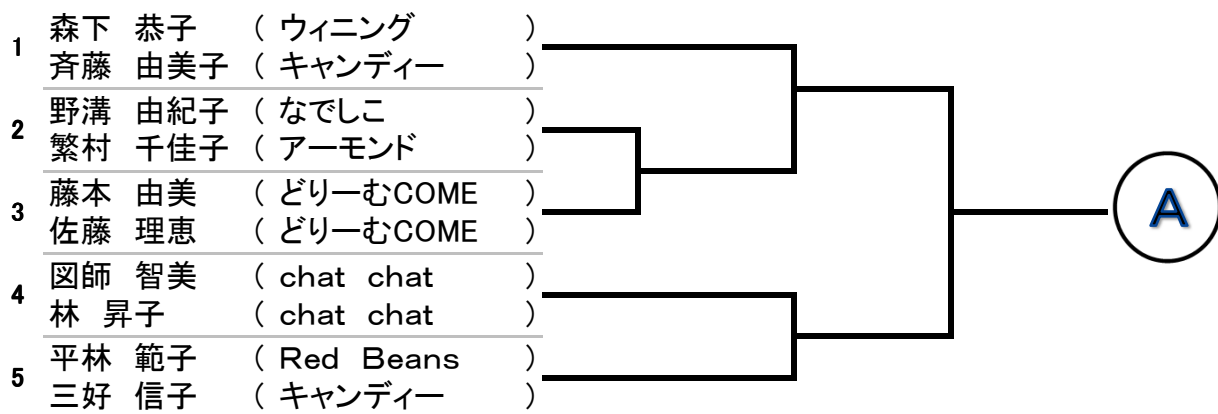 1 森下 恭子 ( ウィニング )
斉藤 由美子 ( キャンディー )
2 野溝 由紀子 ( なでしこ )
繁村 千佳子 ( アーモンド )
3 藤本 由美 ( どりーむCOME )
佐藤 理恵 ( どりーむCOME )
4 図師 智美 ( chat chat )
林 昇子 ( chat chat )
5 平林 範子 ( Red Beans )
三好 信子 ( キャンディー )
A